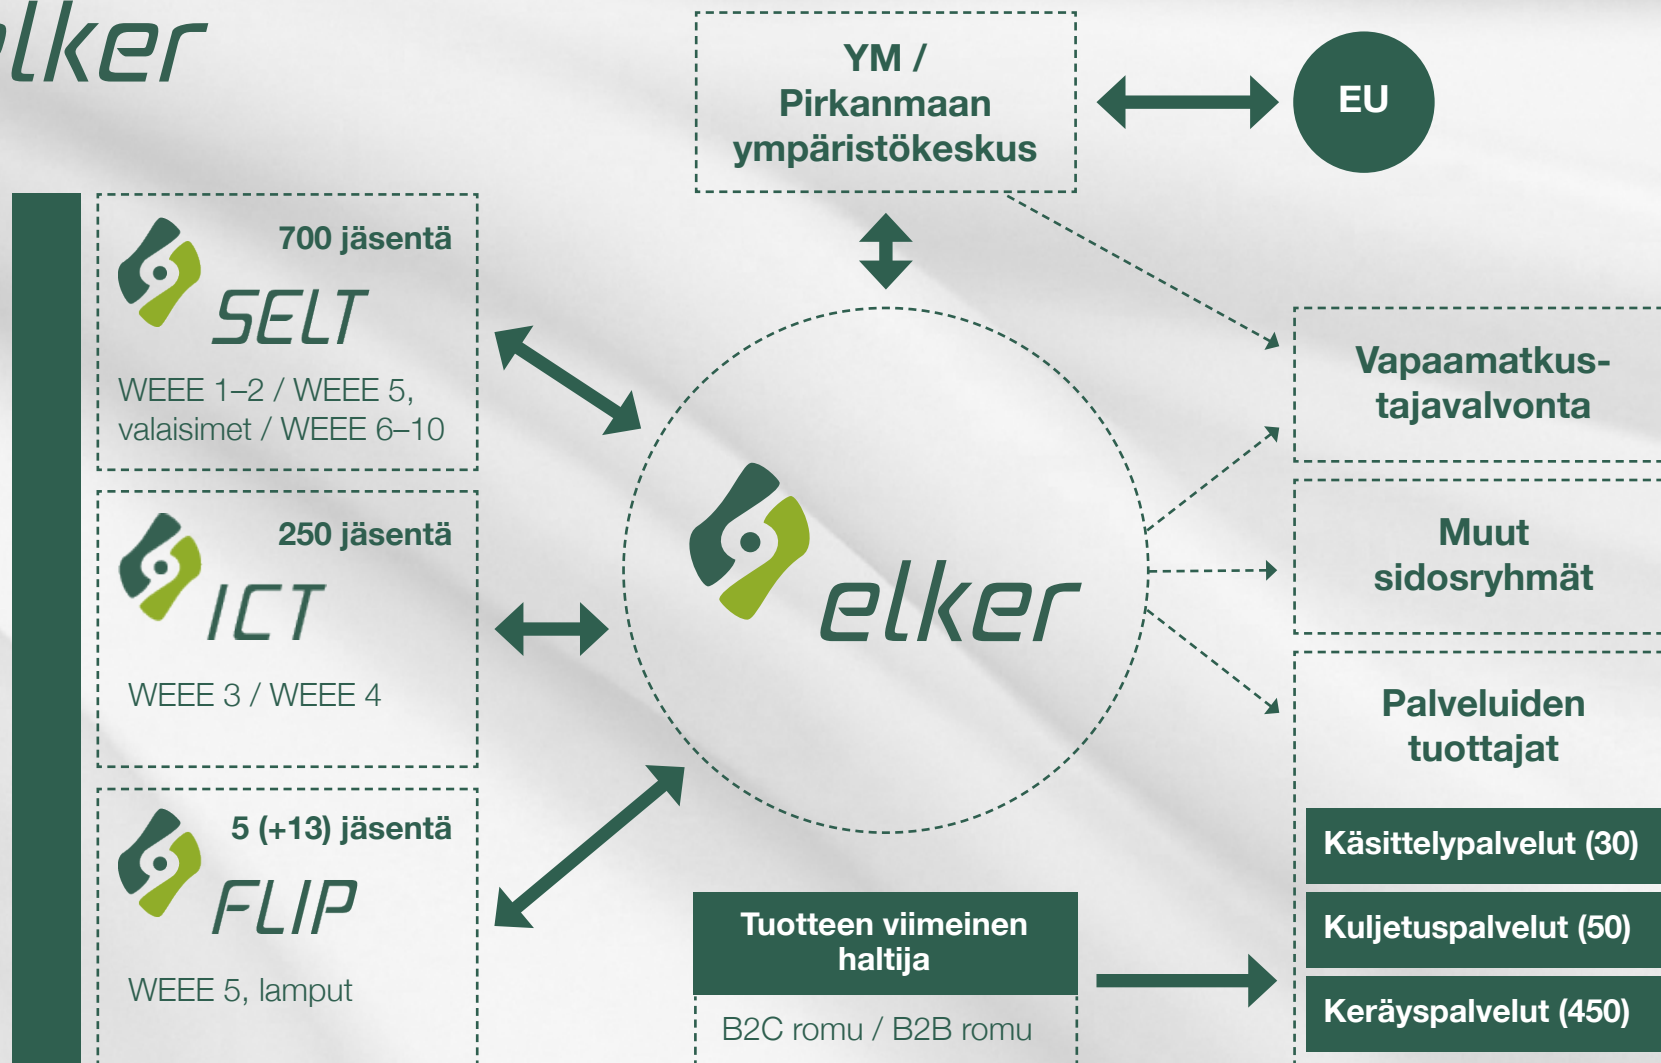 elker
YM /
Pirkanmaan
ympäristökeskus
EU
700 jäsentä
SELT
WEEE 1–2 / WEEE 5,
valaisimet / WEEE 6–10
250 jäsentä
ICT
WEEE 3 / WEEE 4
5 (+13) jäsentä
FLIP
WEEE 5, lamput
elker
Tuotteen viimeinen
haltija
B2C romu / B2B romu
Vapaamatkus-
tajavalvonta
Muut
sidosryhmät
Palveluiden
tuottajat
Käsittelypalvelut (30)
Kuljetuspalvelut (50)
Keräyspalvelut (450)